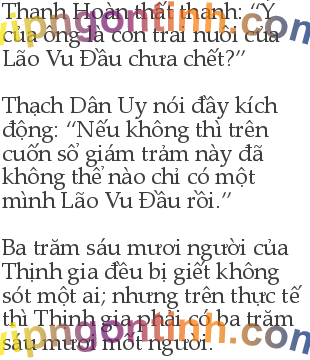 Thanh Hoàn thất thanh: “Ý
của ông là con trai nuôi của
Lão Vu Đầu chưa chết?”
Thạch Dân Uy nói đầy kích
động: “Nếu không thì trên
cuốn sổ giám trảm này đã
không thể nào chỉ có một
mình Lão Vu Đầu rồi.”
Ba trăm sáu mươi người của
Thịnh gia đều bị giết không
sót một ai; nhưng trên thực tế
thì Thịnh gia phải có ba trăm
sáu mươi mốt người.
vipngontinh.com
vipngontinh.com